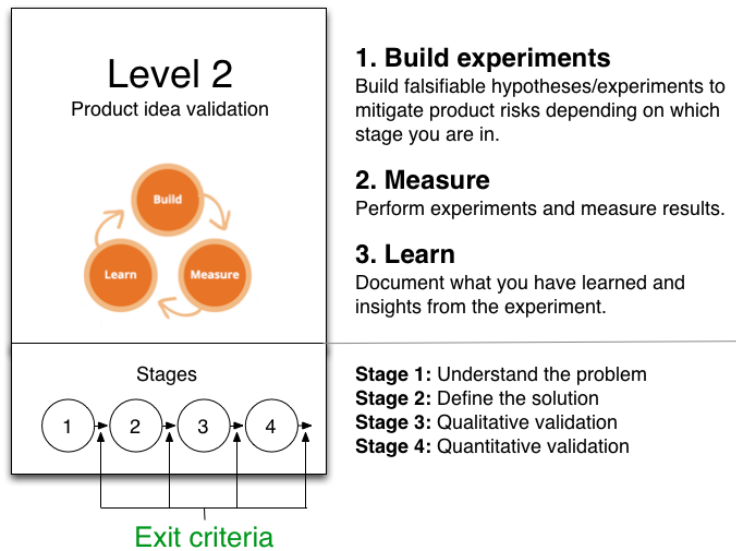 Level 2
Product idea validation
Build
Learn
Measure
1. Build experiments
Build falsifiable hypotheses/experiments to
mitigate product risks depending on which
stage you are in.
2. Measure
Perform experiments and measure results.
3. Learn
Document what you have learned and
insights from the experiment.
Stages
1 2 3 4
Exit criteria
Stage 1: Understand the problem
Stage 2: Define the solution
Stage 3: Qualitative validation
Stage 4: Quantitative validation